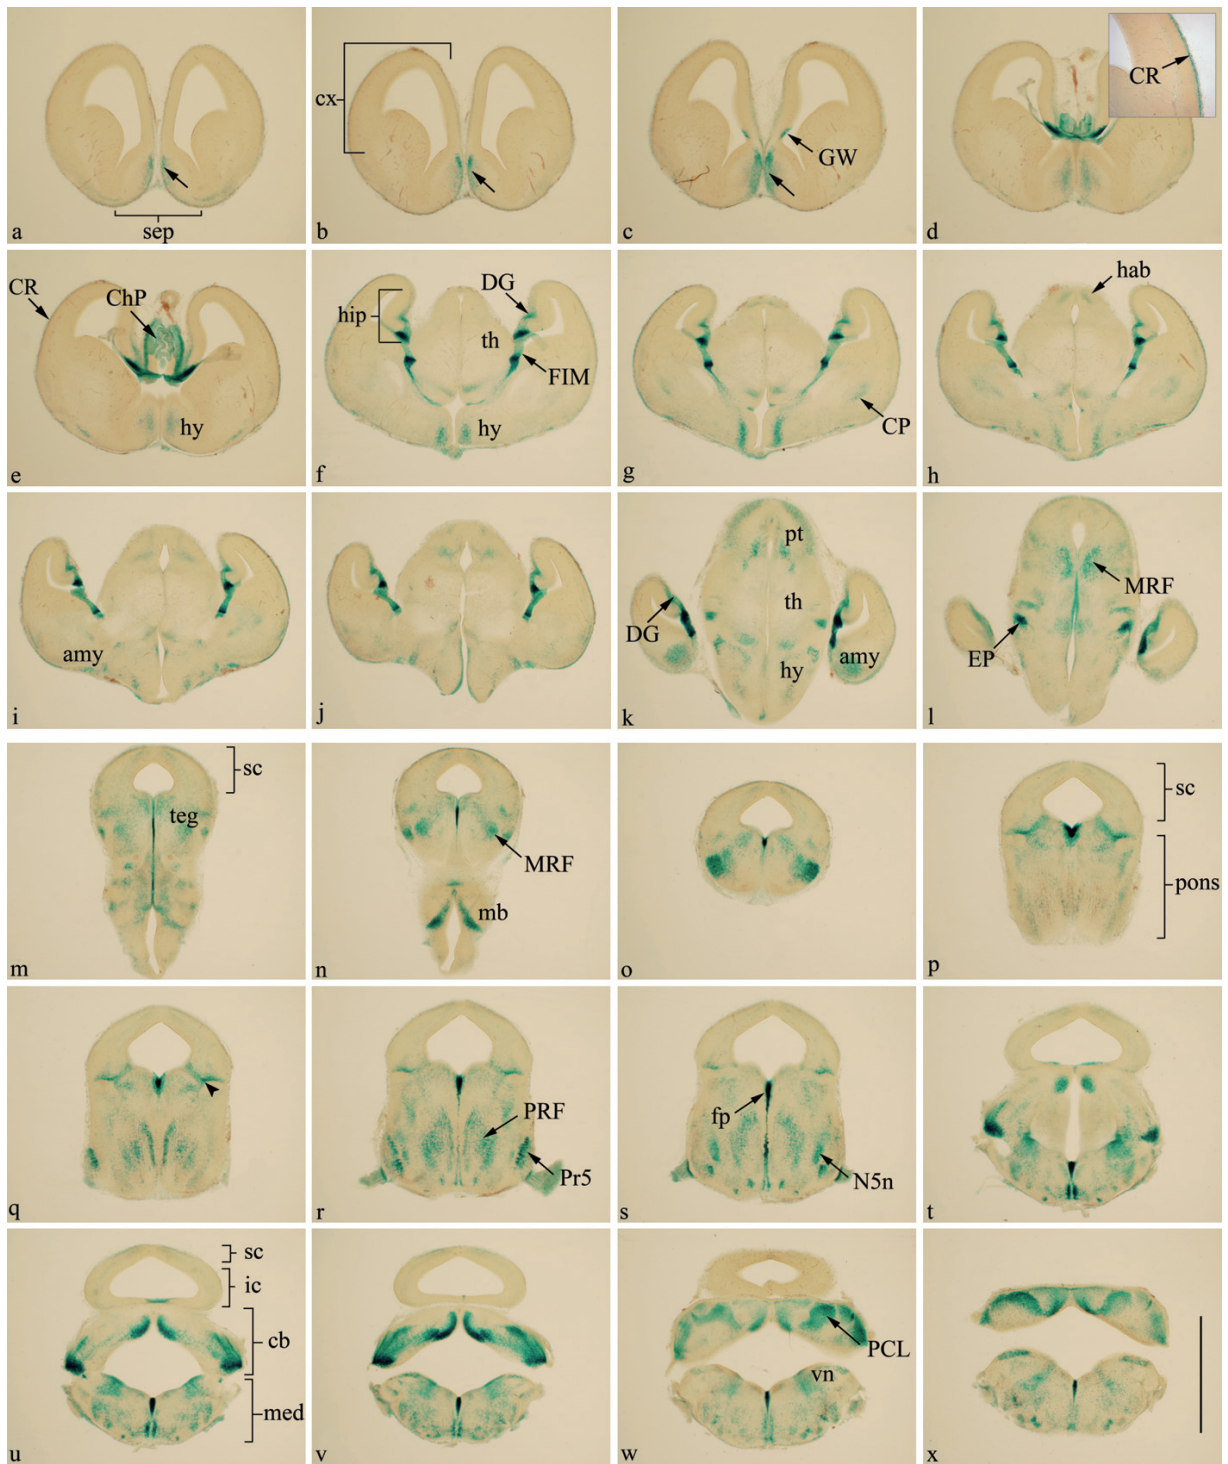 a
sep
cx
b
GW
c
CR
d
CR
ChP
hy
e
hip
DG
th
FIM
hy
f
CP
g
hab
h
amy
i
j
pt
th
DG
hy
amy
k
MRF
EP
l
sc
teg
m
MRF
mb
n
o
sc
pons
p
q
PRF
Pr5
r
fp
N5n
s
t
sc
ic
cb
med
u
v
PCL
vn
w
x